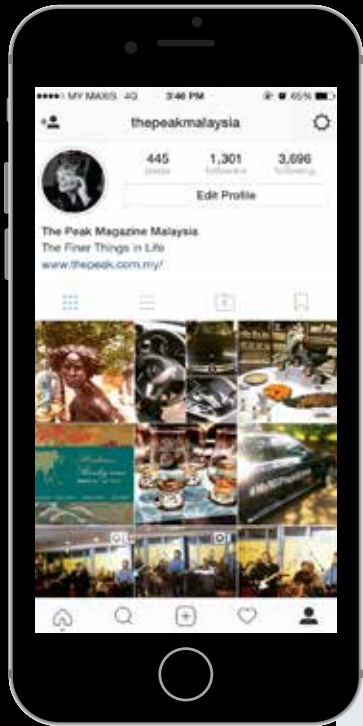 MY MAXIS 4G 3:46 PM 65%
thepeakmalaysia
445 1,301 3,696
posts followers following
Edit Profile
The Peak Magazine Malaysia
The Finer Things in Life
www.thepeak.com.my/